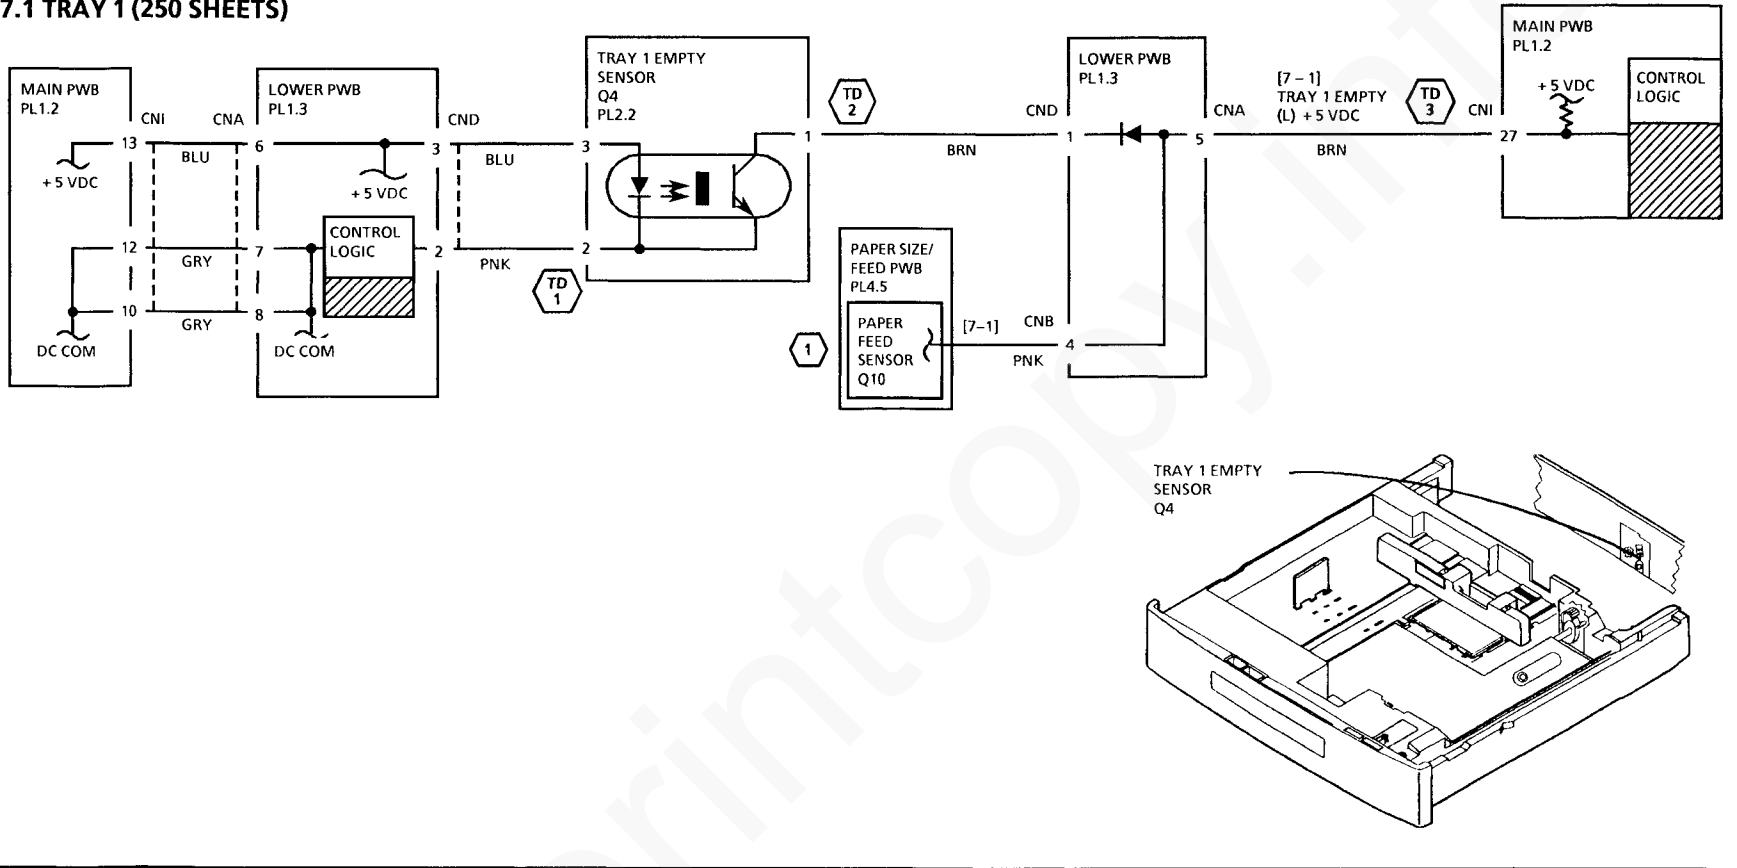 7.1 TRAY 1 (250 SHEETS)
MAIN PWB
PL1.2
CNI
13
BLU
+5 VDC
12
GRY
10
GRY
DC COM
CNA
6
7
8
LOWER PWB
PL1.3
+5 VDC
CONTROL
LOGIC
DC COM
CND
3
BLU
2
PNK
TD
1
TRAY 1 EMPTY
SENSOR
Q4
PL2.2
3
2
1
TD
2
BRN
1
PAPER SIZE/
FEED PWB
PL4.5
PAPER
FEED
SENSOR
Q10
[7–1]
PNK
CND
1
CNB
4
LOWER PWB
PL1.3
CNA
5
[7 – 1]
TRAY 1 EMPTY
(L) +5 VDC
BRN
TD
3
CNI
27
MAIN PWB
PL1.2
+5 VDC
CONTROL
LOGIC
TRAY 1 EMPTY
SENSOR
Q4
printcopy.info